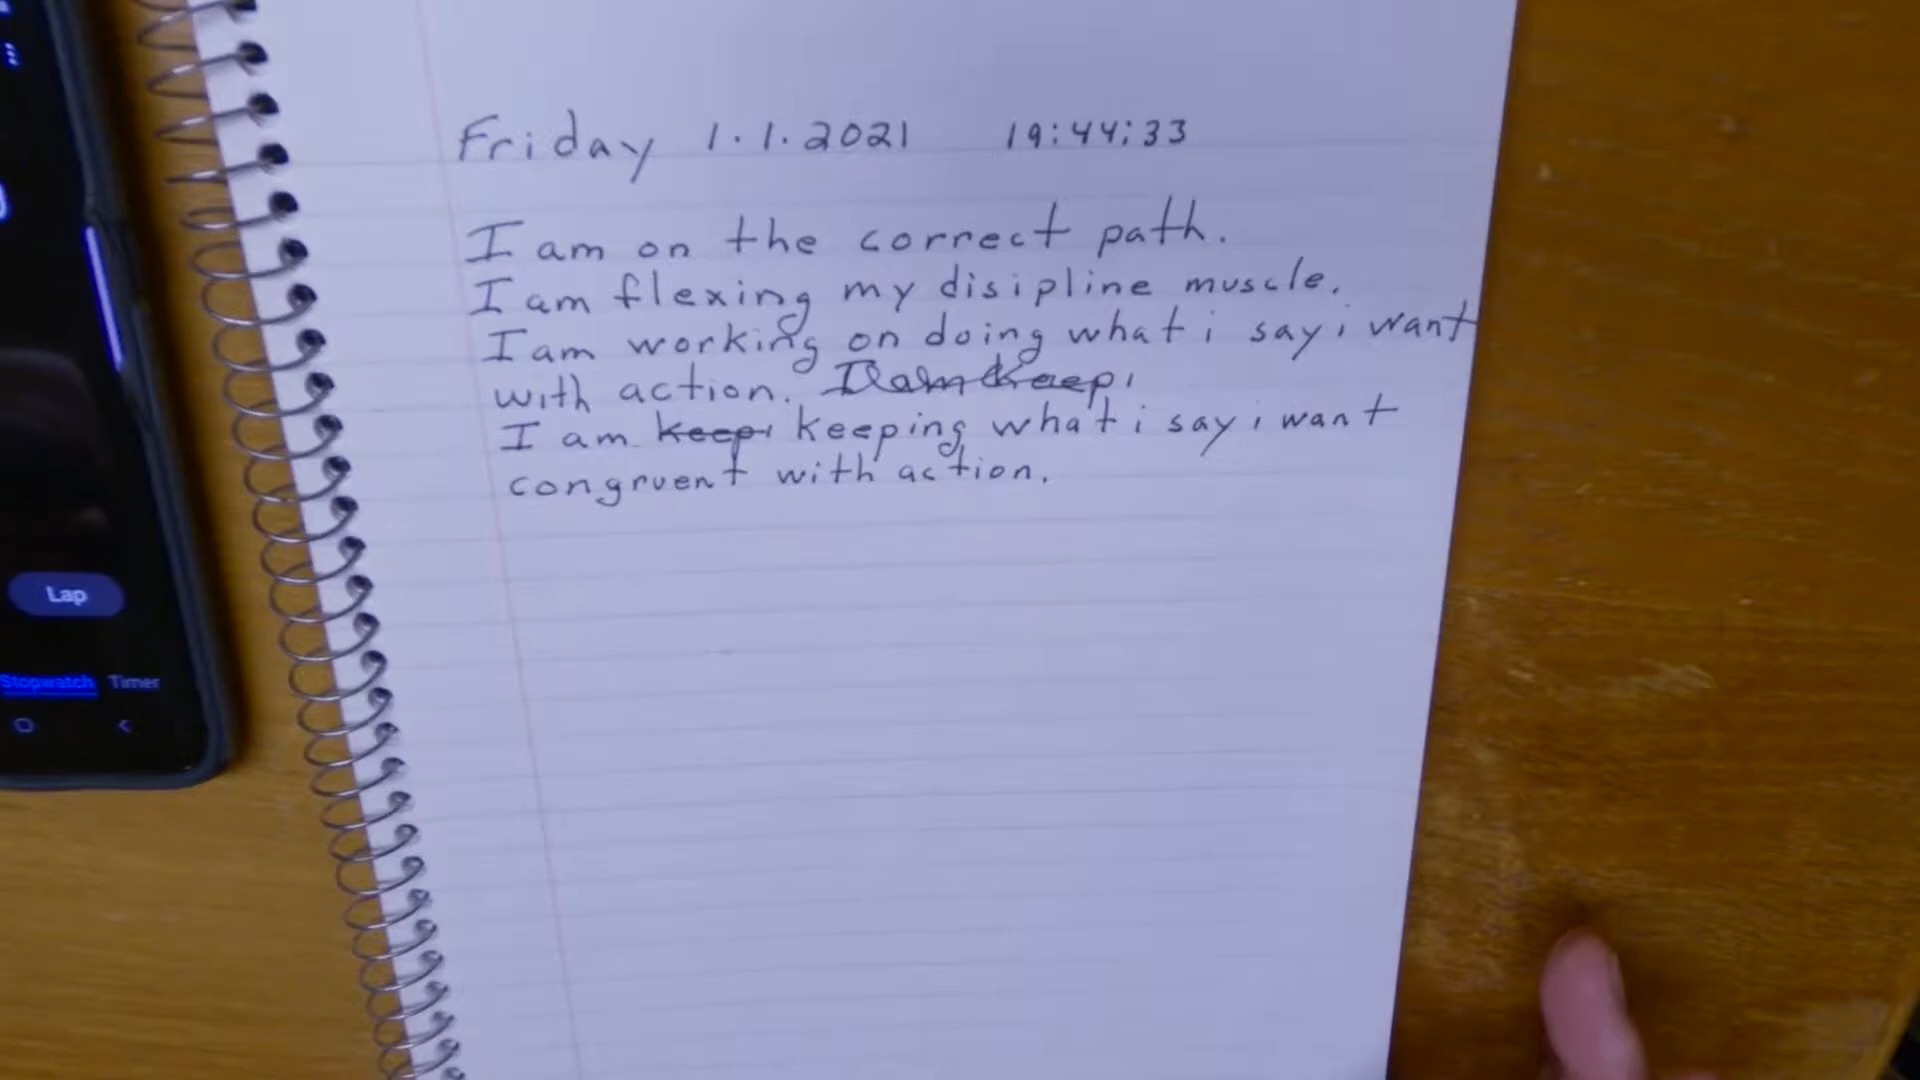 Friday 1.1.2021 19:44:33
I am on the correct path.
I am flexing my disipline muscle.
I am working on doing what i say i want
with action. I am keepi
I am keepi keeping what i say i want
congruent with action.
Lap
Stopwatch Timer